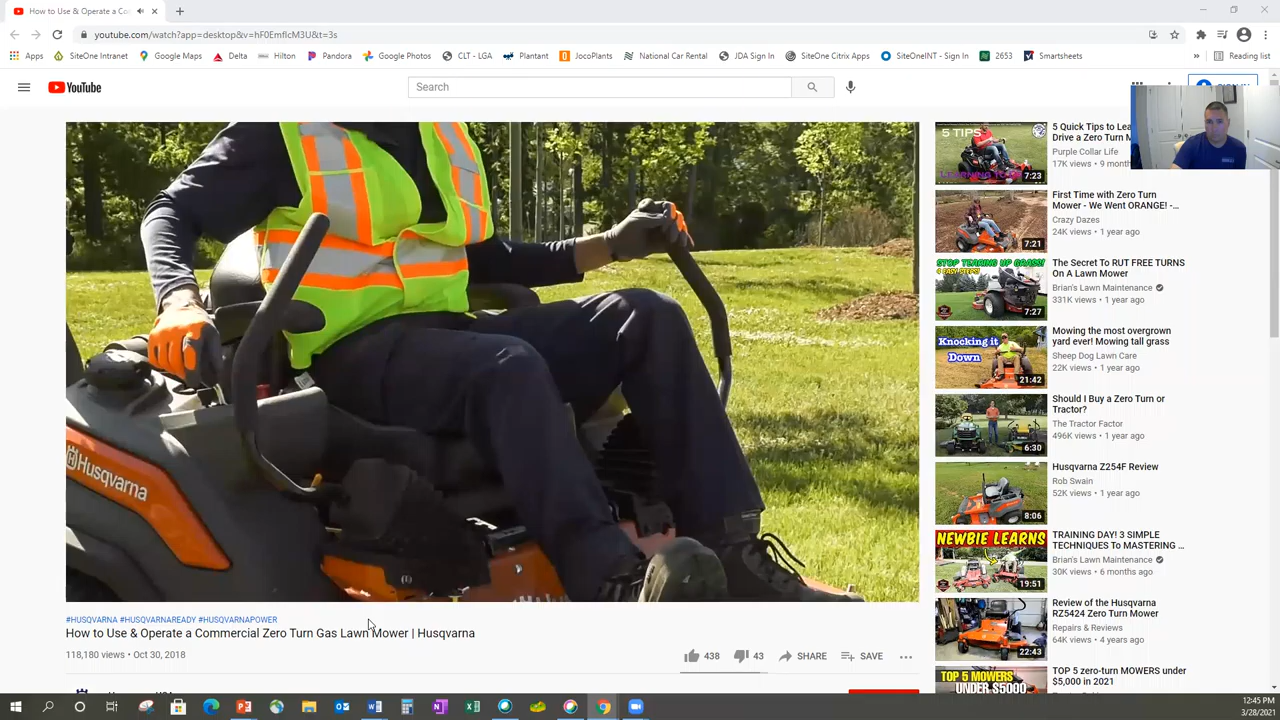 How to Use & Operate a Co
youtube.com/watch?app=desktop&v=hF0EmfIcM3U&t=3s
Apps
SiteOne Intranet
Google Maps
Delta
Hilton
Pandora
Google Photos
CLT - LGA
Plantant
JocoPlants
National Car Rental
JDA Sign In
SiteOne Citrix Apps
SiteOneINT - Sign In
2653
Smartsheets
»
Reading list
YouTube
Search
Husqvarna
#HUSQVARNA #HUSQVARNAREADY #HUSQVARNAPOWER
How to Use & Operate a Commercial Zero Turn Gas Lawn Mower | Husqvarna
118,180 views • Oct 30, 2018
438
43
SHARE
SAVE
5 TIPS
7:23
5 Quick Tips to Lea
Drive a Zero Turn M
Purple Collar Life
17K views • 9 month
7:21
First Time with Zero Turn
Mower - We Went ORANGE! -...
Crazy Dazes
24K views • 1 year ago
STOP TEARING UP GRASS!
4 EASY STEPS!
7:27
The Secret To RUT FREE TURNS
On A Lawn Mower
Brian's Lawn Maintenance
331K views • 1 year ago
Knocking it
Down
21:42
Mowing the most overgrown
yard ever! Mowing tall grass
Sheep Dog Lawn Care
22K views • 1 year ago
6:30
Should I Buy a Zero Turn or
Tractor?
The Tractor Factor
496K views • 1 year ago
8:06
Husqvarna Z254F Review
Rob Swain
52K views • 1 year ago
NEWBIE LEARNS
19:51
TRAINING DAY! 3 SIMPLE
TECHNIQUES To MASTERING ...
Brian's Lawn Maintenance
30K views • 6 months ago
22:43
Review of the Husqvarna
RZ5424 Zero Turn Mower
Repairs & Reviews
64K views • 4 years ago
TOP 5 MOWERS
UNDER $5000
TOP 5 zero-turn MOWERS under
$5,000 in 2021
12:45 PM
3/28/2021